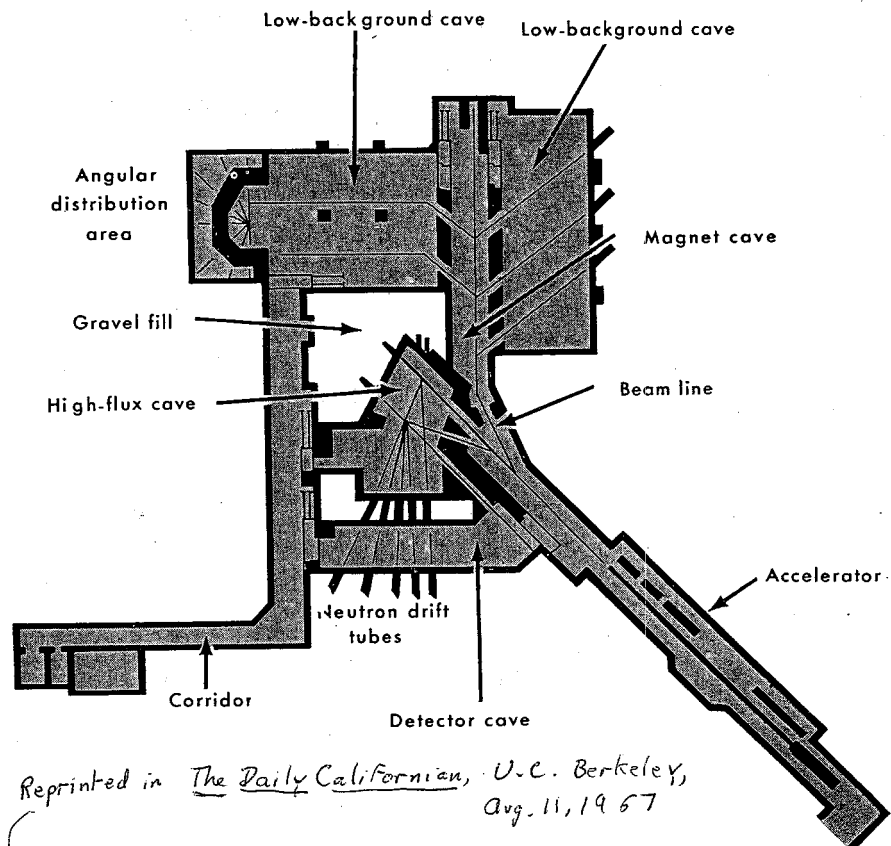 Low-background cave
Low-background cave
Angular
distribution
area
Magnet cave
Gravel fill
High-flux cave
Beam line
Accelerator
Neutron drift
tubes
Corridor
Detector cave
Reprinted in The Daily Californian, U.C. Berkeley,
Aug. 11, 1967